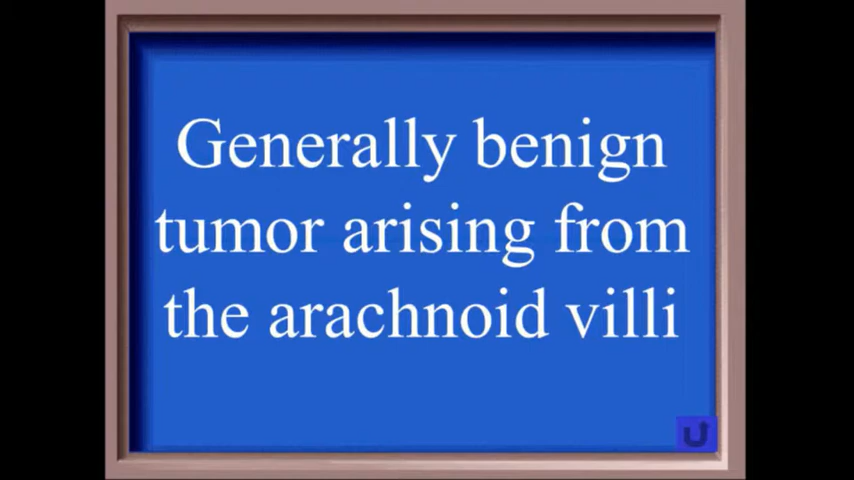 Generally benign
tumor arising from
the arachnoid villi